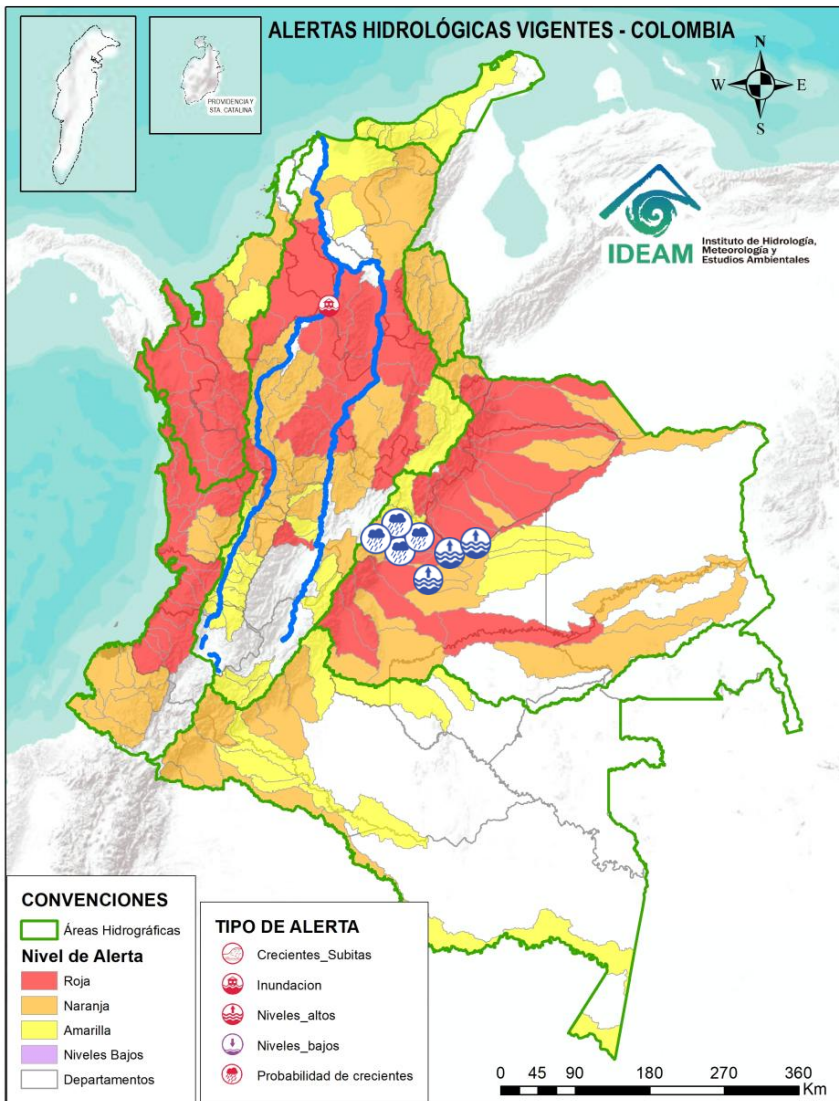 ALERTAS HIDROLÓGICAS VIGENTES - COLOMBIA
PROVIDENCIA Y
STA. CATALINA
N
W
E
S
IDEAM
Instituto de Hidrología,
Meteorología y
Estudios Ambientales
CONVENCIONES
Áreas Hidrográficas
Nivel de Alerta
Roja
Naranja
Amarilla
Niveles Bajos
Departamentos
TIPO DE ALERTA
Crecientes_Subitas
Inundacion
Niveles_altos
Niveles_bajos
Probabilidad de crecientes
0 45 90 180 270 360
Km